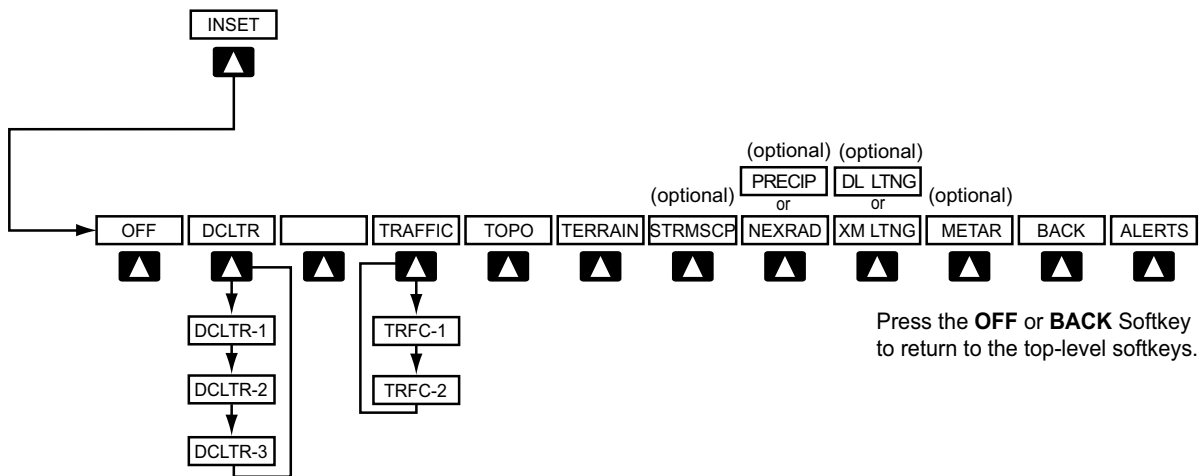 INSET
(optional) (optional)
PRECIP DL LTNG
(optional) or or (optional)
OFF DCLTR TRAFFIC TOPO TERRAIN STRMSCP NEXRAD XM LTNG METAR BACK ALERTS
DCLTR-1 TRFC-1
DCLTR-2 TRFC-2
DCLTR-3
Press the OFF or BACK Softkey
to return to the top-level softkeys.